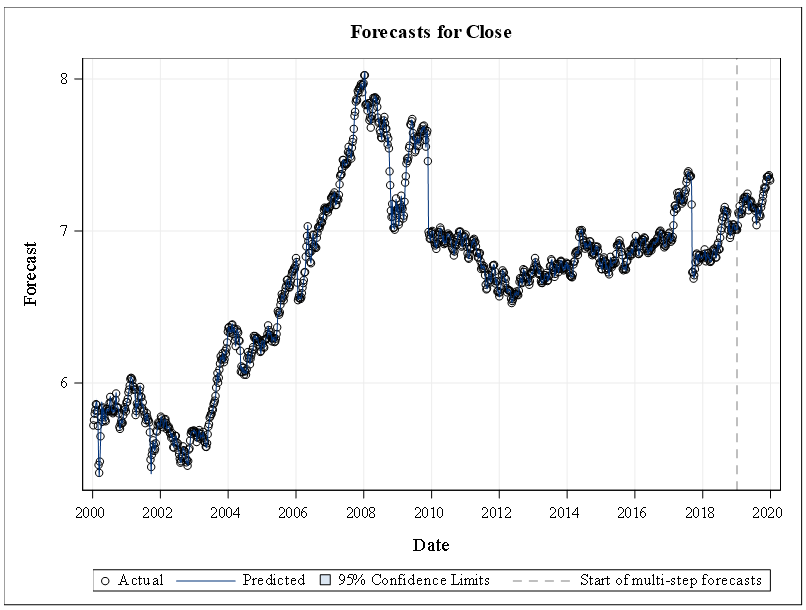 Forecasts for Close
8
7
6
Forecast
2000 2002 2004 2006 2008 2010 2012 2014 2016 2018 2020
Date
Actual Predicted 95% Confidence Limits Start of multi-step forecasts